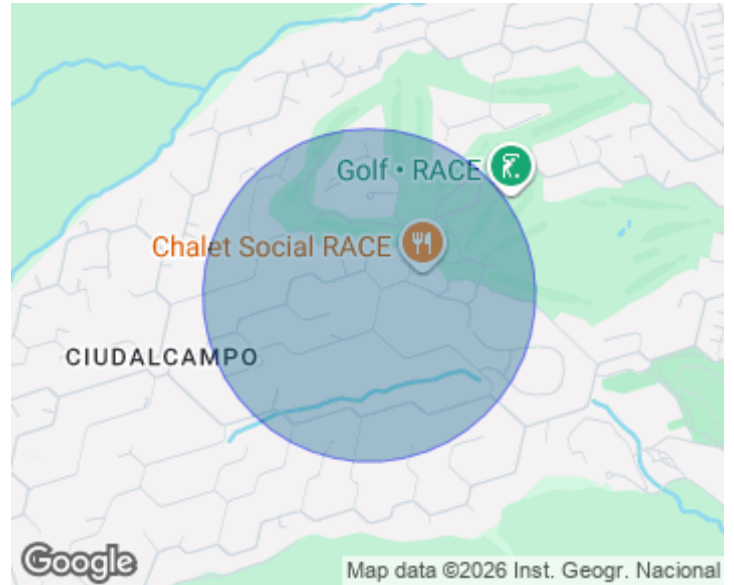 Golf • RACE
Chalet Social RACE
CIUDALCAMPO
Google
Map data ©2026 Inst. Geogr. Nacional